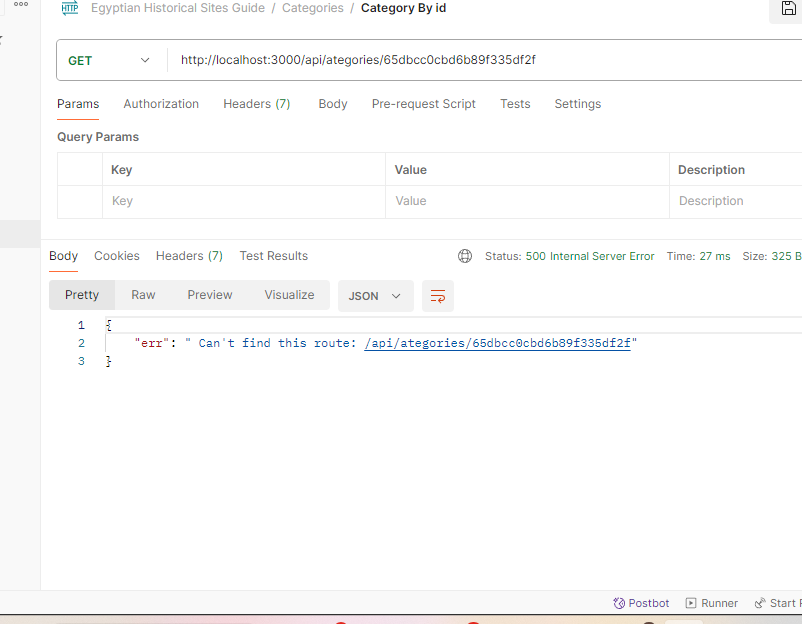 HTTP Egyptian Historical Sites Guide / Categories / Category By id
GET http://localhost:3000/api/ategories/65dbcc0cbd6b89f335df2f
Params Authorization Headers (7) Body Pre-request Script Tests Settings
Query Params
Key Value Description
Key Value Description
Body Cookies Headers (7) Test Results Status: 500 Internal Server Error Time: 27 ms Size: 325 B
Pretty Raw Preview Visualize JSON
1 {
2 "err": " Can't find this route: /api/ategories/65dbcc0cbd6b89f335df2f"
3 }
Postbot Runner Start